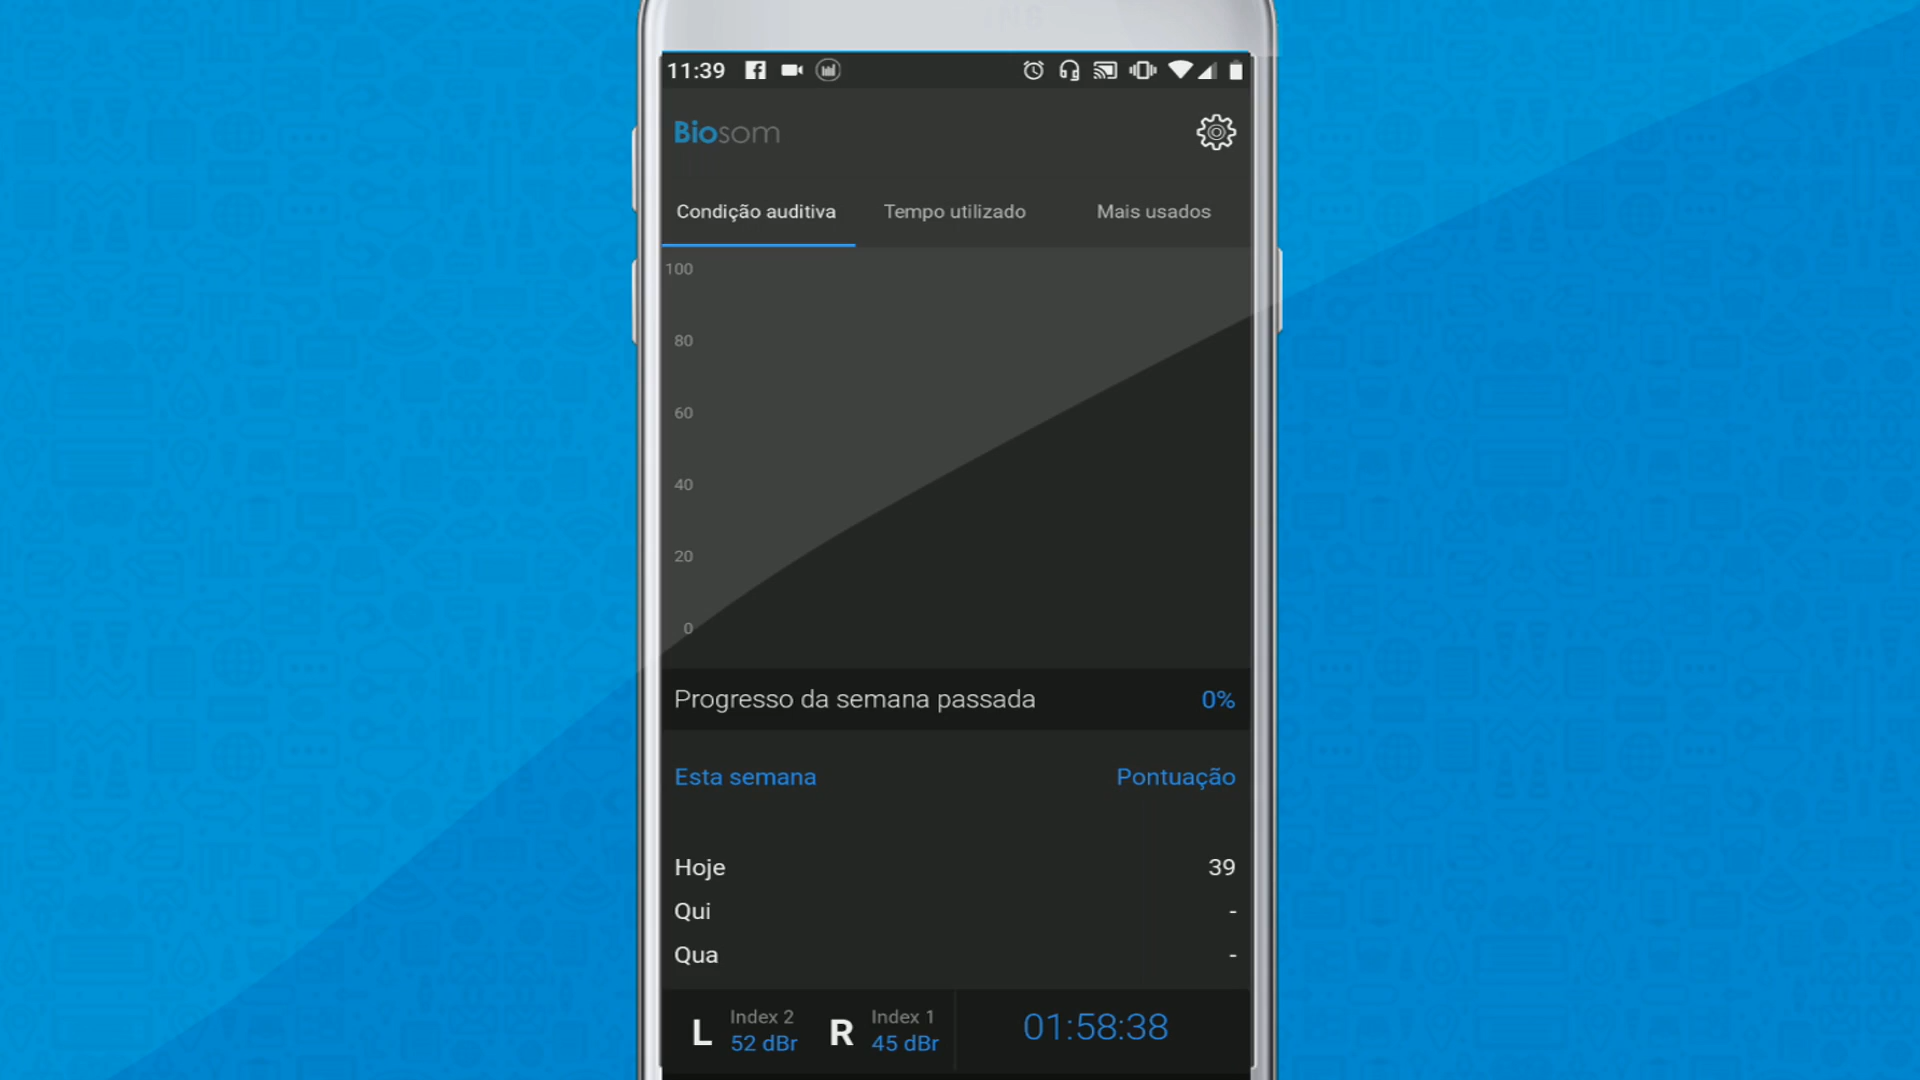 11:39
Biosom
Condição auditiva Tempo utilizado Mais usados
100
80
60
40
20
0
Progresso da semana passada 0%
Esta semana Pontuação
Hoje 39
Qui -
Qua -
L Index 2 R Index 1 01:58:38
52 dBr 45 dBr